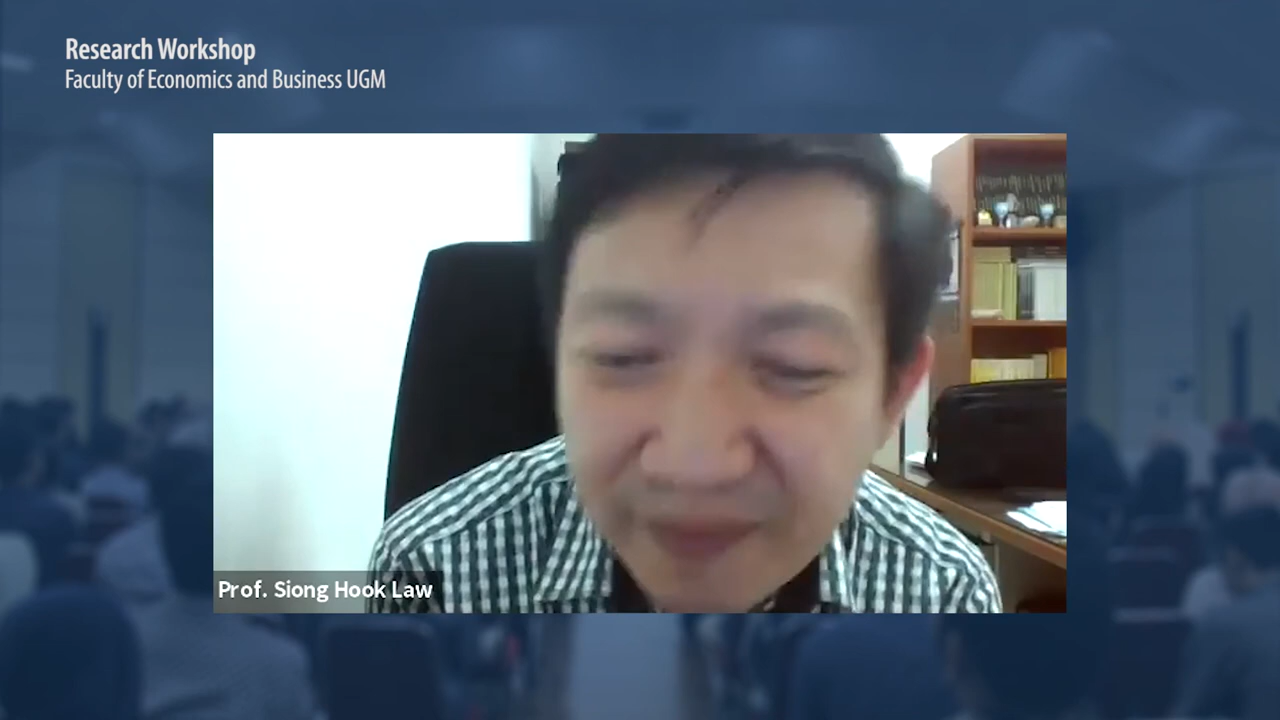 Research Workshop
Faculty of Economics and Business UGM
Prof. Siong Hook Law